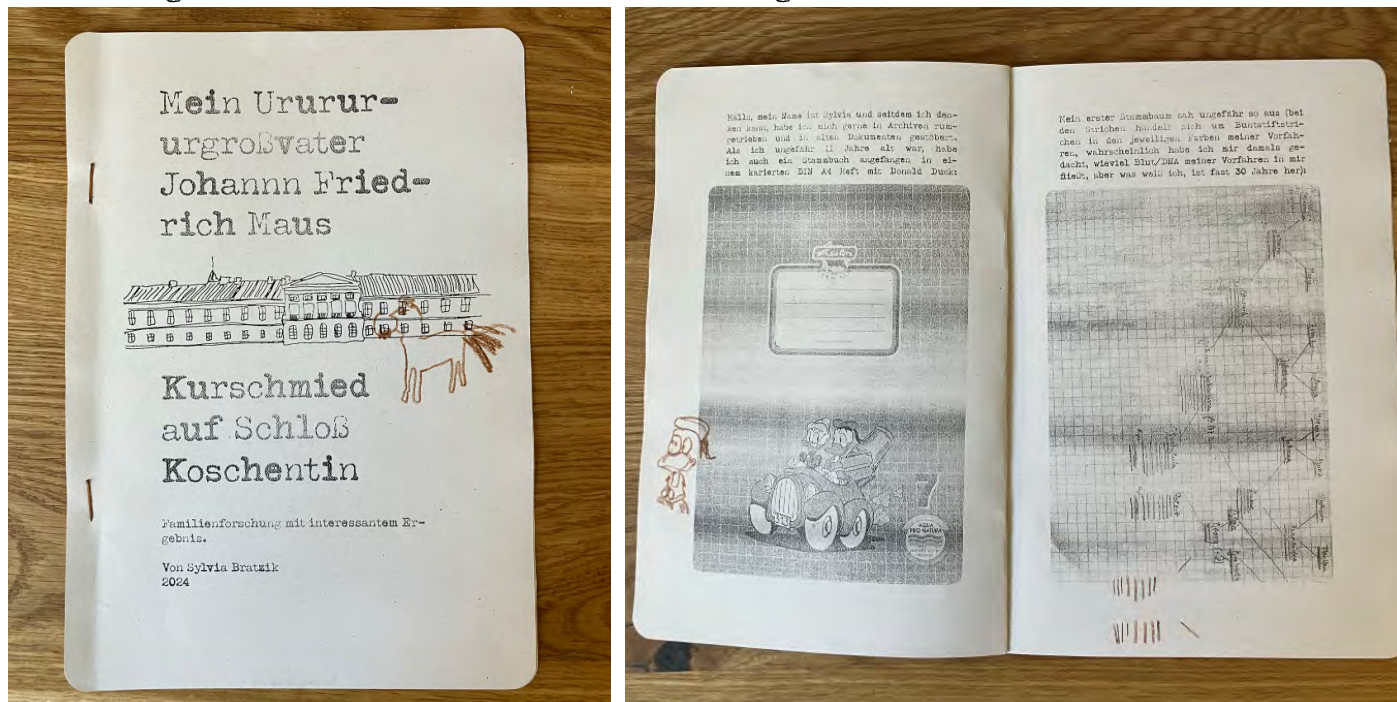 Mein Ururur-
urgroßvater
Johannn Fried-
rich Maus
Kurschmied
auf Schloß
Koschentin
Familienforschung mit interessantem Er-
gebnis.
Von Sylvia Bratzik
2024
Hallo, mein Name ist Sylvia und seitdem ich den-
ken kann, habe ich mich gerne in Archiven rum-
getrieben und in alten Dokumenten gestöbert.
Als ich ungefähr 11 Jahre alt war, habe
ich auch ein Stammbuch angefangen in ei-
nem karierten DIN A4 Heft mit Donald Duck:
7
AQUA
PRO NATURA
Mein erster Stammbaum sah ungefähr so aus (bei
den Strichen handelt sich um Buntstiftstri-
chen in den jeweiligen Farben meiner Vorfah-
ren, wahrscheinlich habe ich mir damals ge-
dacht, wieviel Blut/DNA meiner Vorfahren in mir
fließt, aber was weiß ich, ist fast 30 Jahre her):